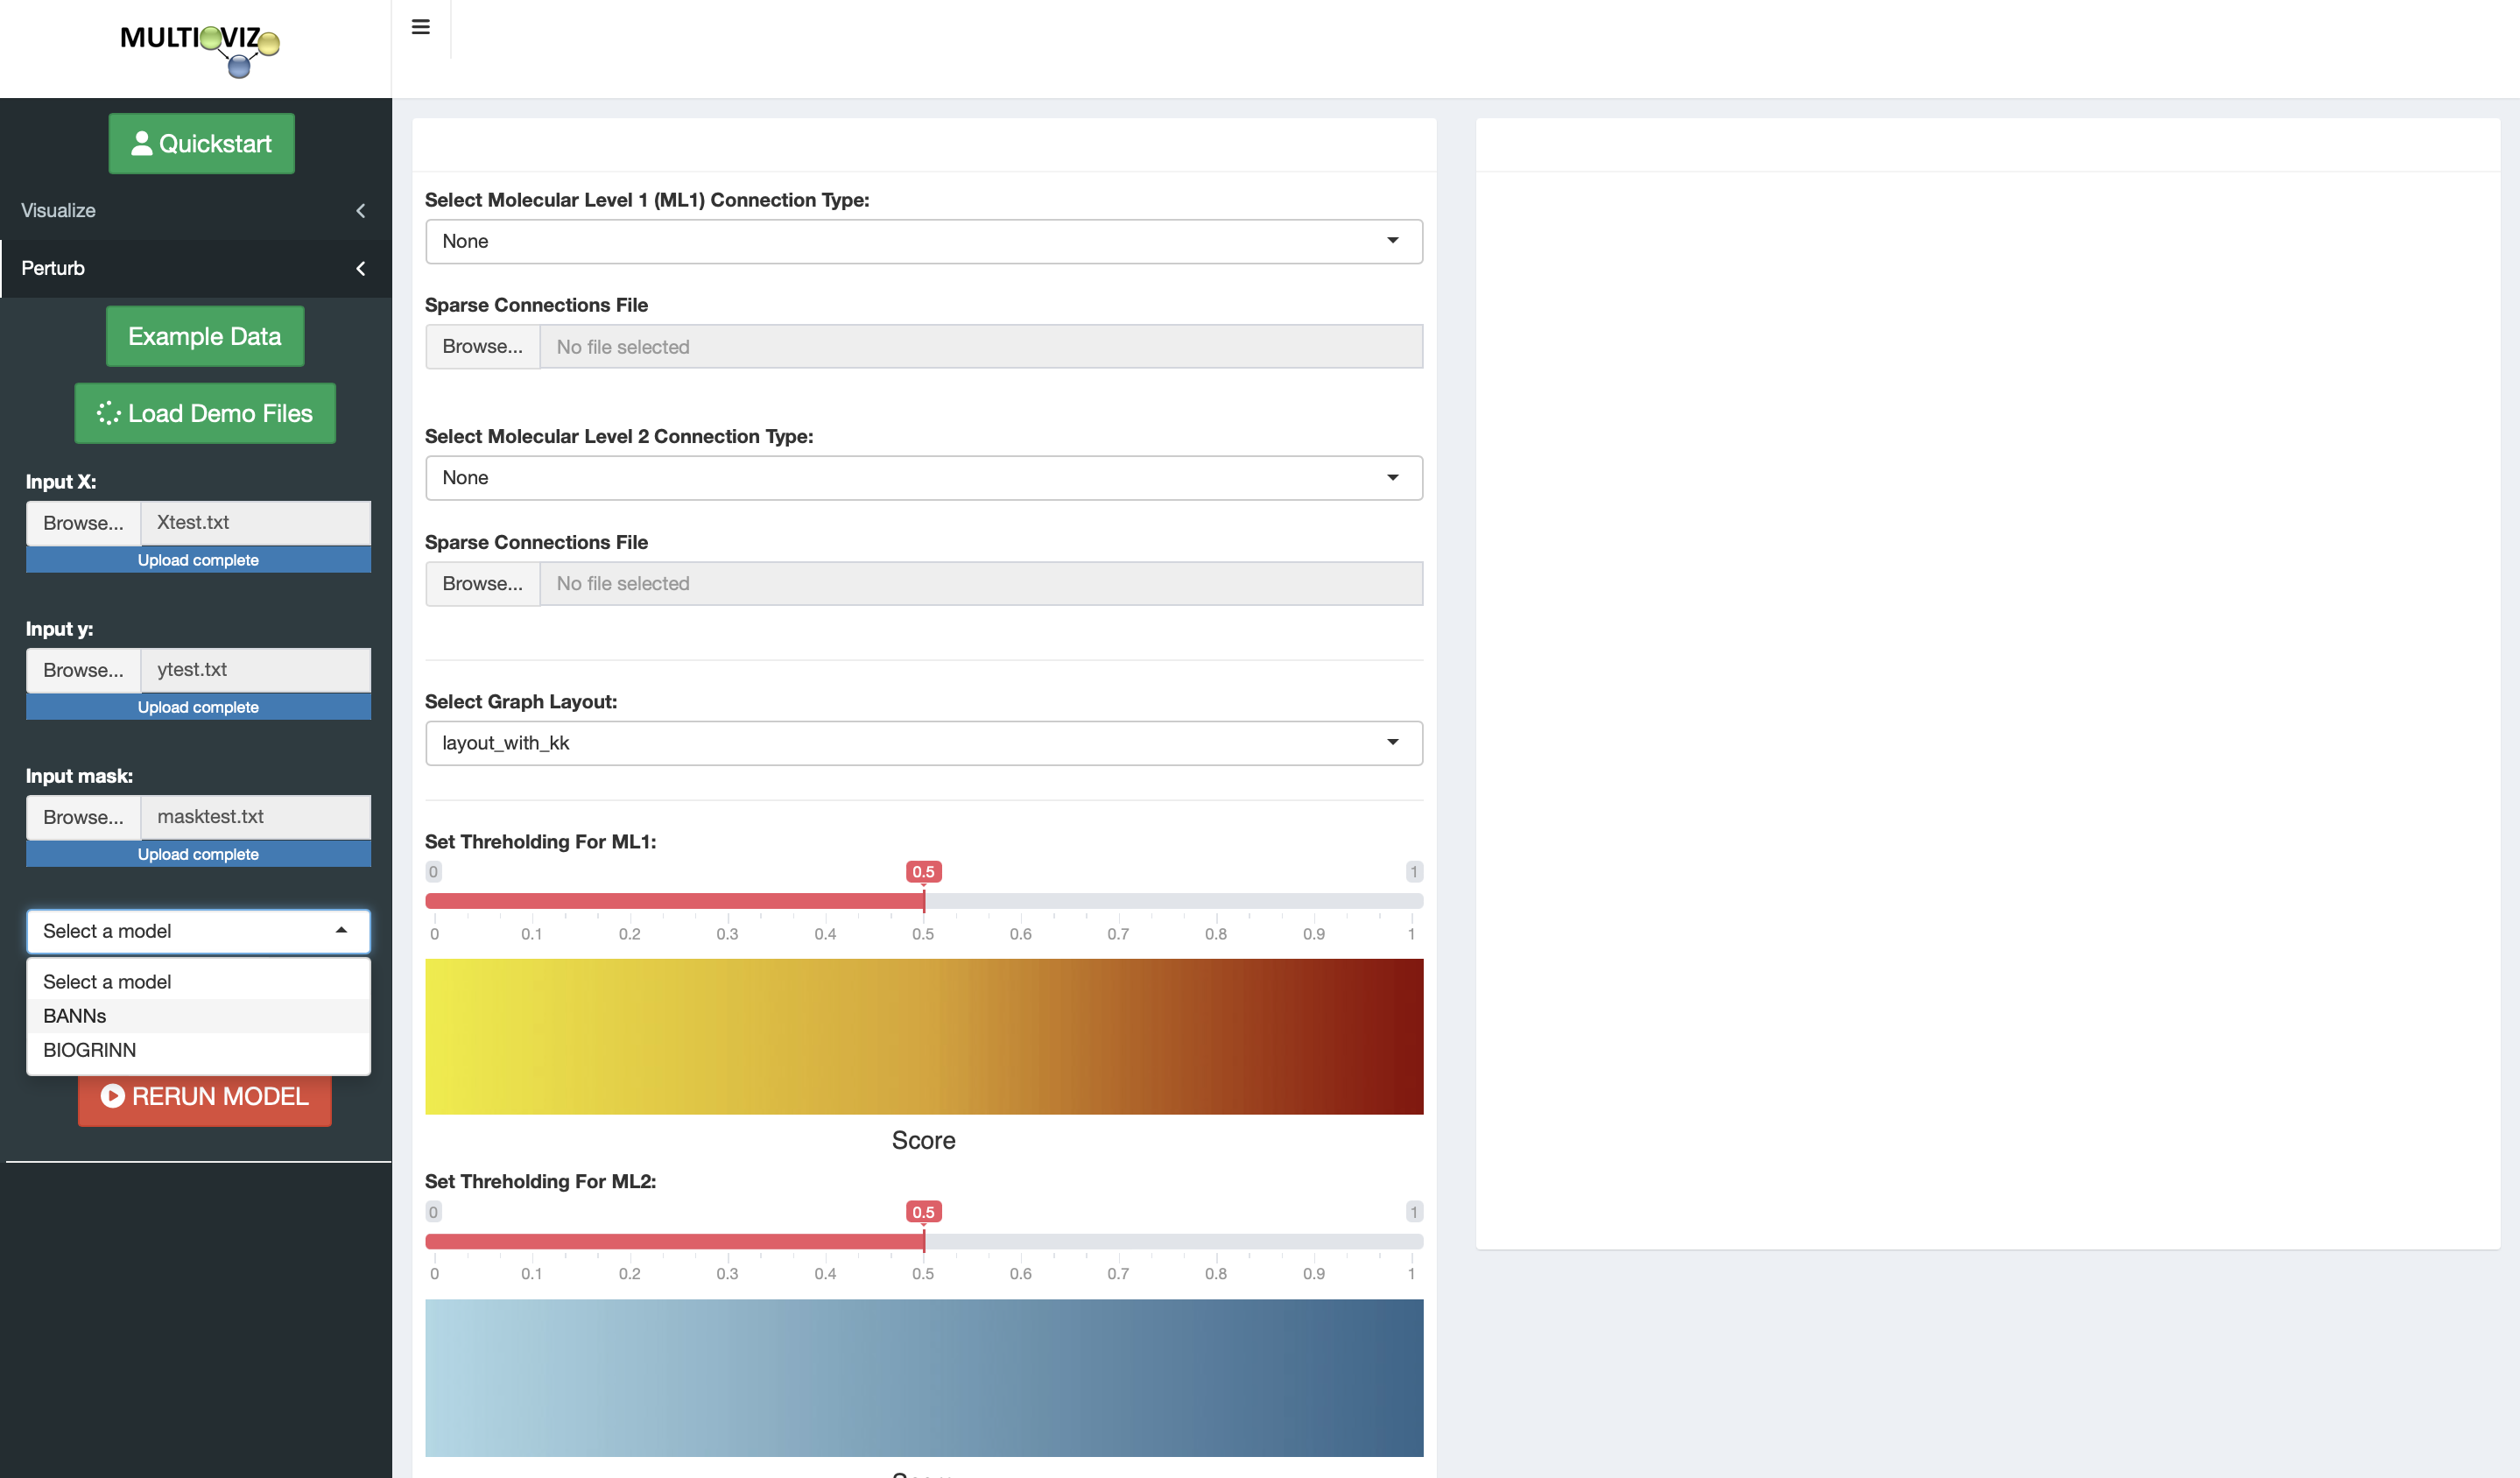 MULTIOVIZ
Quickstart
Visualize
Perturb
Example Data
Load Demo Files
Input X:
Browse... Xtest.txt
Upload complete
Input y:
Browse... ytest.txt
Upload complete
Input mask:
Browse... masktest.txt
Upload complete
Select a model
Select a model
BANNs
BIOGRINN
RERUN MODEL
Select Molecular Level 1 (ML1) Connection Type:
None
Sparse Connections File
Browse... No file selected
Select Molecular Level 2 Connection Type:
None
Sparse Connections File
Browse... No file selected
Select Graph Layout:
layout_with_kk
Set Threholding For ML1:
0 0.5 1
0 0.1 0.2 0.3 0.4 0.5 0.6 0.7 0.8 0.9 1
Score
Set Threholding For ML2:
0 0.5 1
0 0.1 0.2 0.3 0.4 0.5 0.6 0.7 0.8 0.9 1